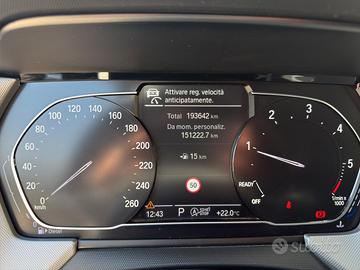 Attivare reg. velocità
anticipatamente.
Total 193642 km
Da mom. personaliz.
151222.7 km
15 km
50
12:43 P +22.0°C
0 20 40 60 80 100 120 140 160 180 200 220 240 260
km/h
Diesel
READY
OFF
1 2 3 4 5
1/min
x 1000
subito.it